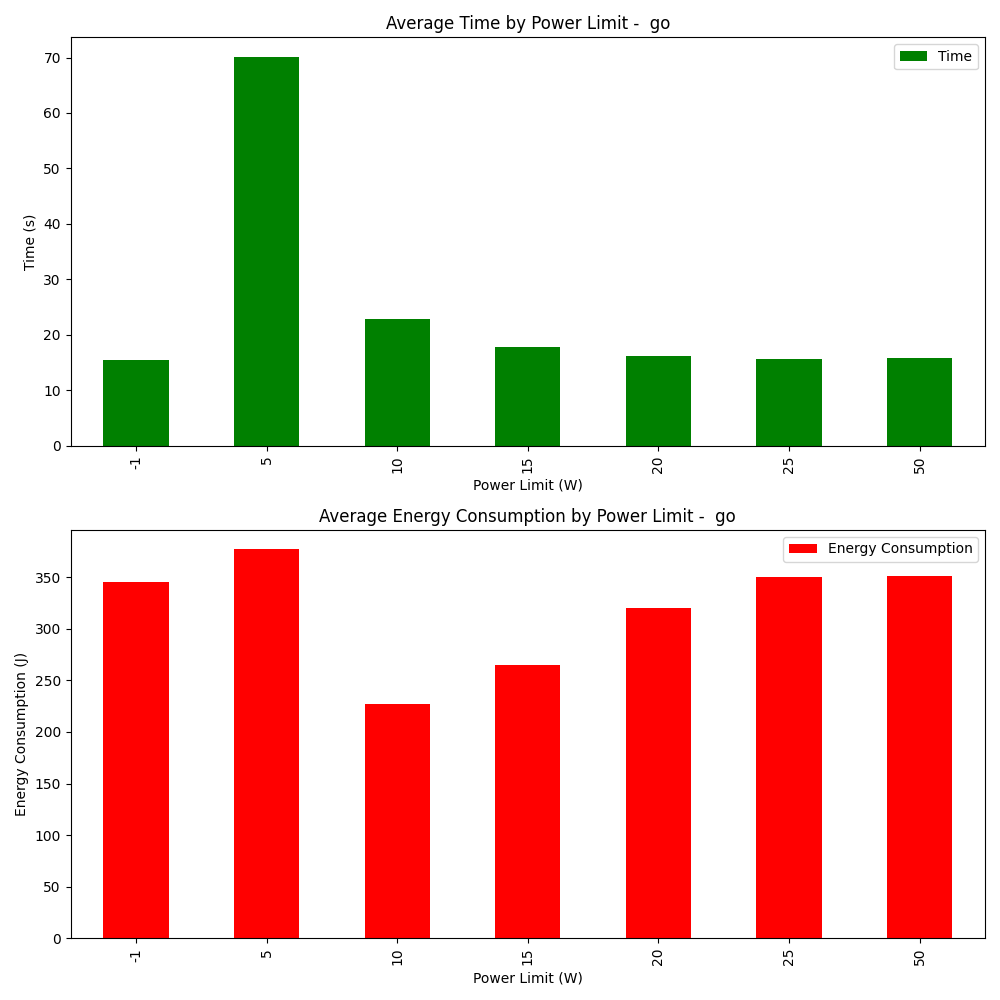 Average Time by Power Limit -  go
Time
70
60
50
40
30
20
10
0
Time (s)
-1 5 10 15 20 25 50
Power Limit (W)
Average Energy Consumption by Power Limit -  go
Energy Consumption
350
300
250
200
150
100
50
0
Energy Consumption (J)
-1 5 10 15 20 25 50
Power Limit (W)